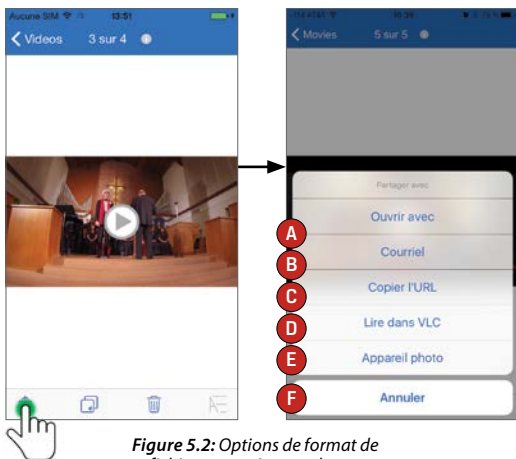 Aucune SIM 13:51
Videos 3 sur 4
Movies 5 sur 5
Partager avec
Ouvrir avec
A
Courriel
B
Copier l'URL
C
Lire dans VLC
D
Appareil photo
E
Annuler
F
Figure 5.2: Options de format de